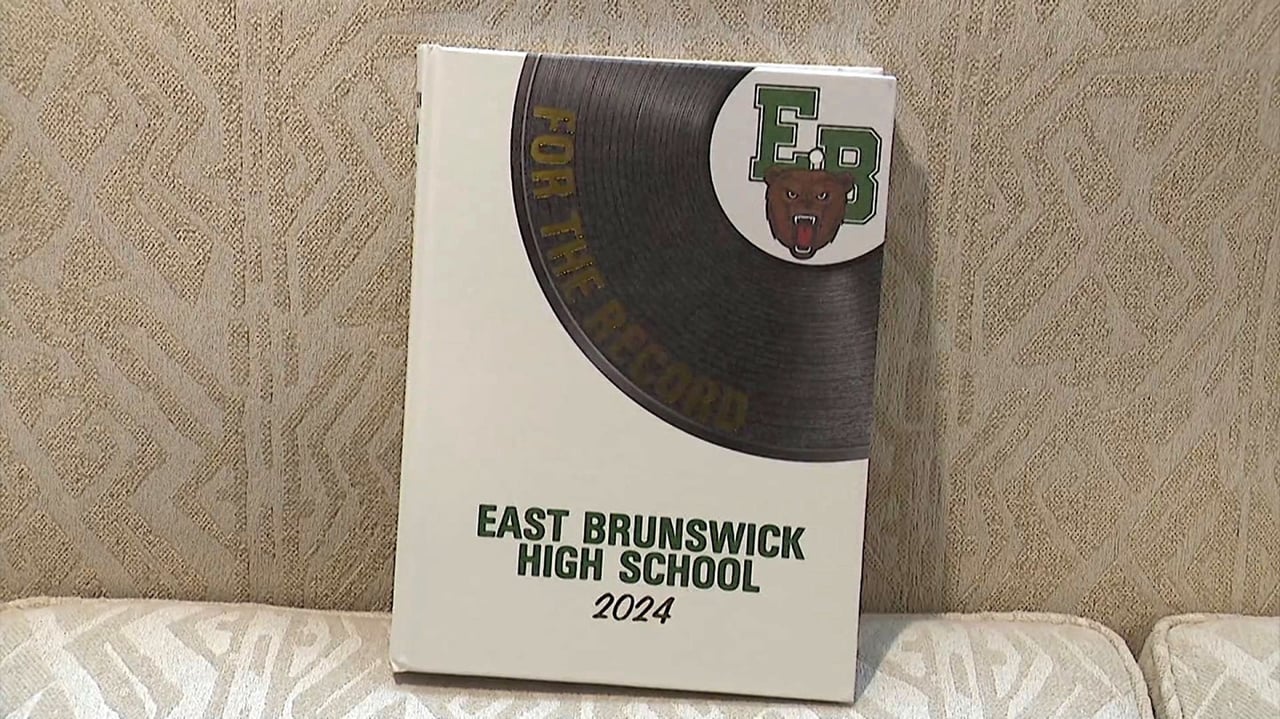 EB
FOR THE RECORD
EAST BRUNSWICK
HIGH SCHOOL
2024